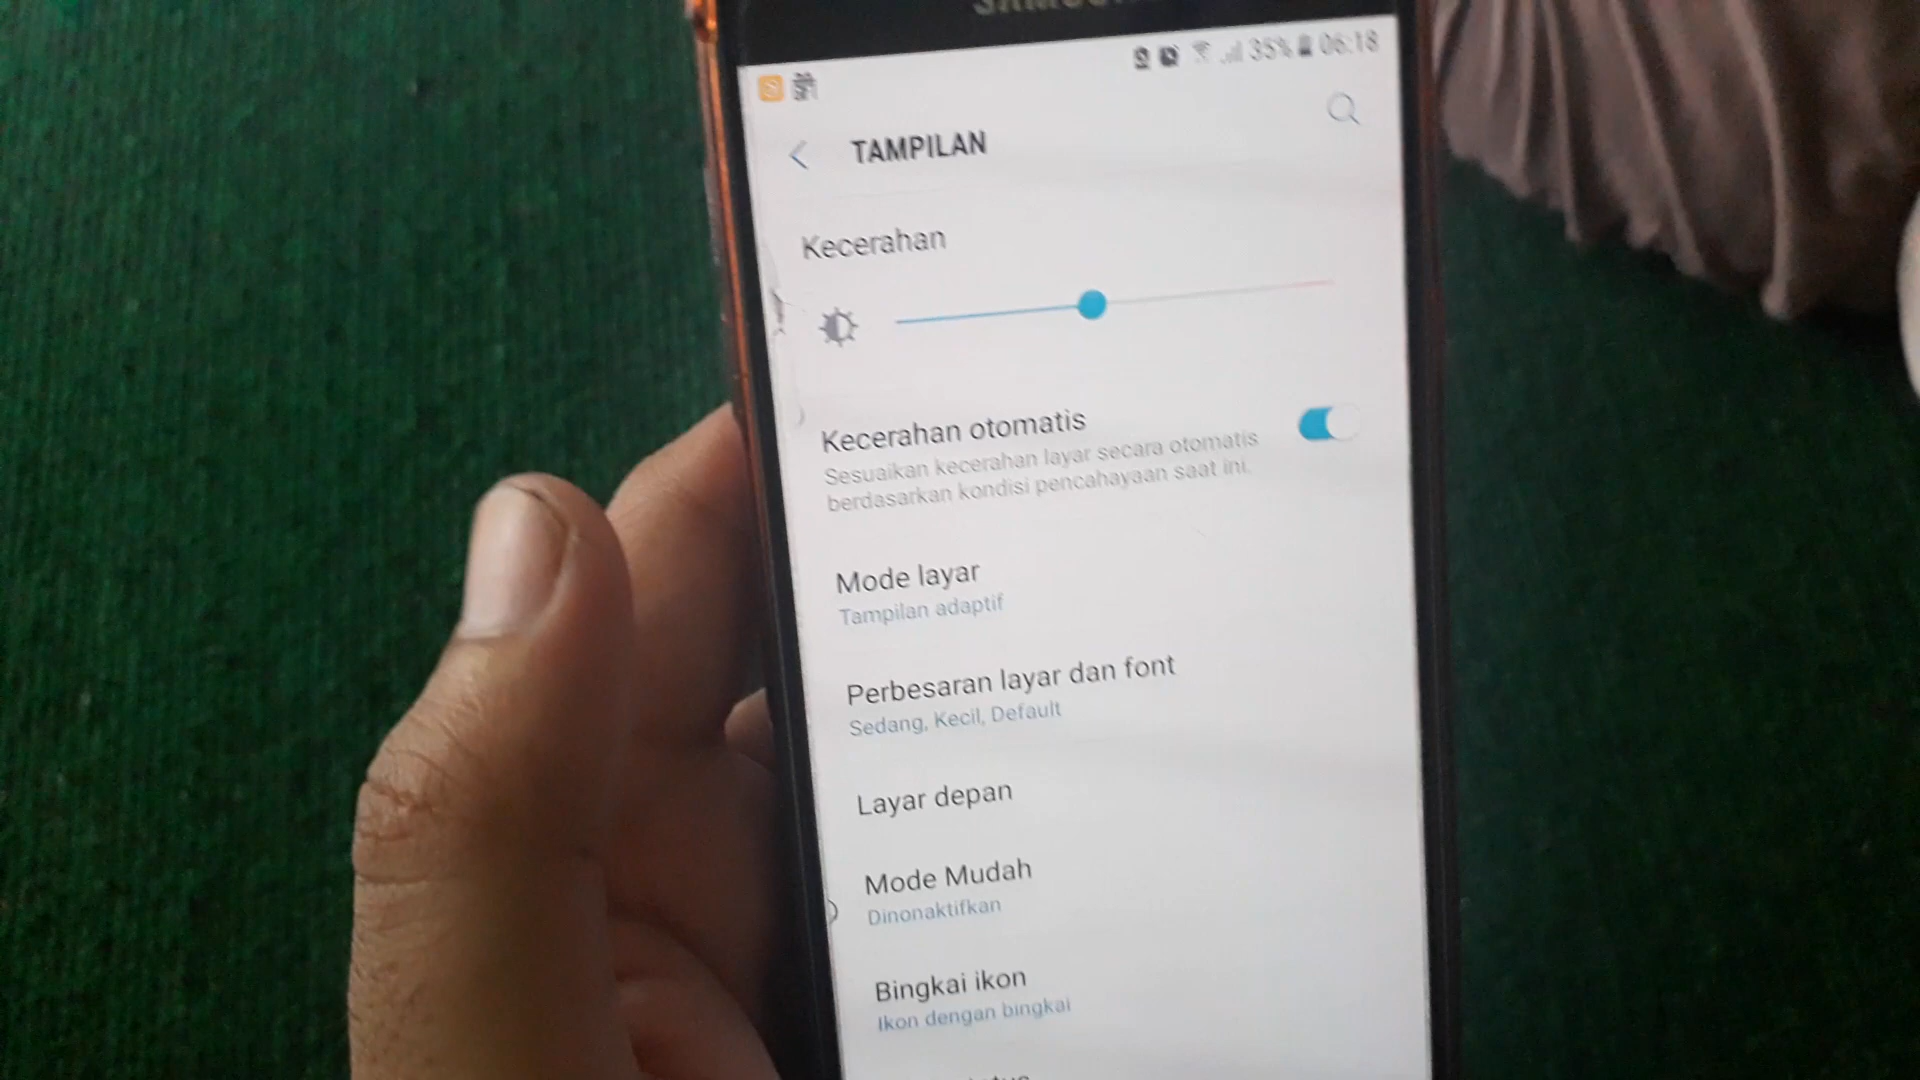 35% 06:18
TAMPILAN
Kecerahan
Kecerahan otomatis
Sesuaikan kecerahan layar secara otomatis
berdasarkan kondisi pencahayaan saat ini.
Mode layar
Tampilan adaptif
Perbesaran layar dan font
Sedang, Kecil, Default
Layar depan
Mode Mudah
Dinonaktifkan
Bingkai ikon
Ikon dengan bingkai